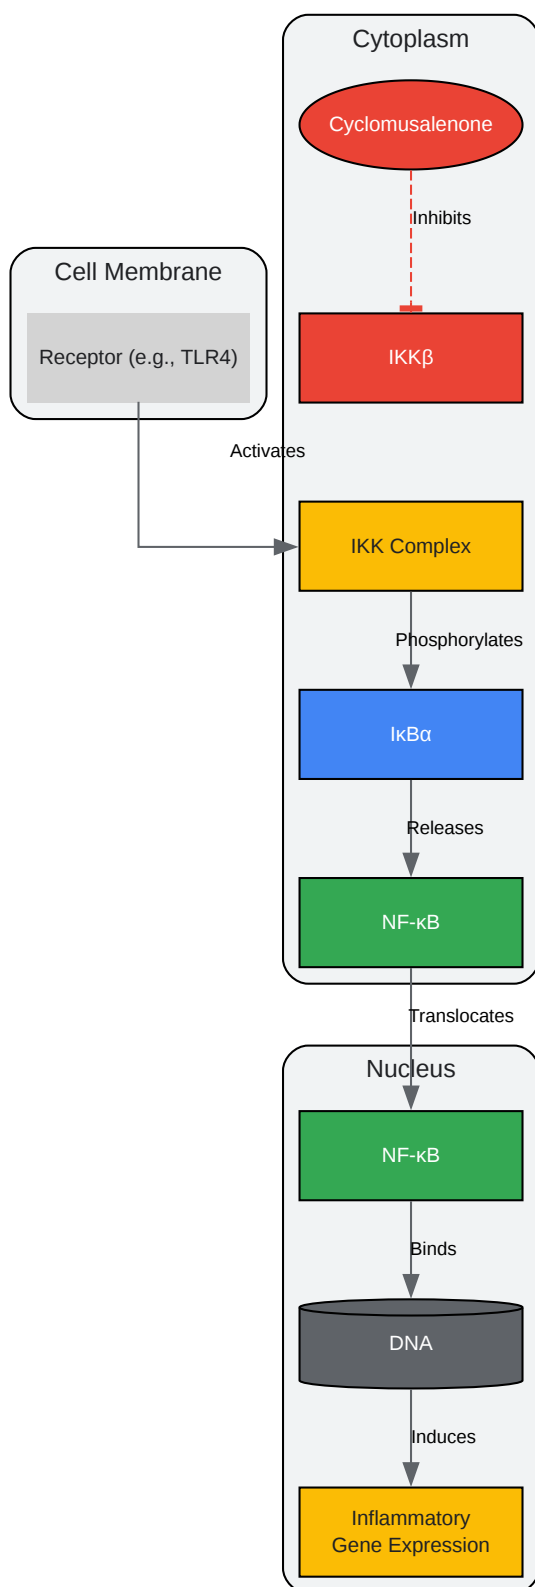 Cytoplasm
Cyclomusalenone
Inhibits
Cell Membrane
Receptor (e.g., TLR4)
IKKβ
Activates
IKK Complex
Phosphorylates
IκBα
Releases
NF-κB
Translocates
Nucleus
NF-κB
Binds
DNA
Induces
Inflammatory
Gene Expression